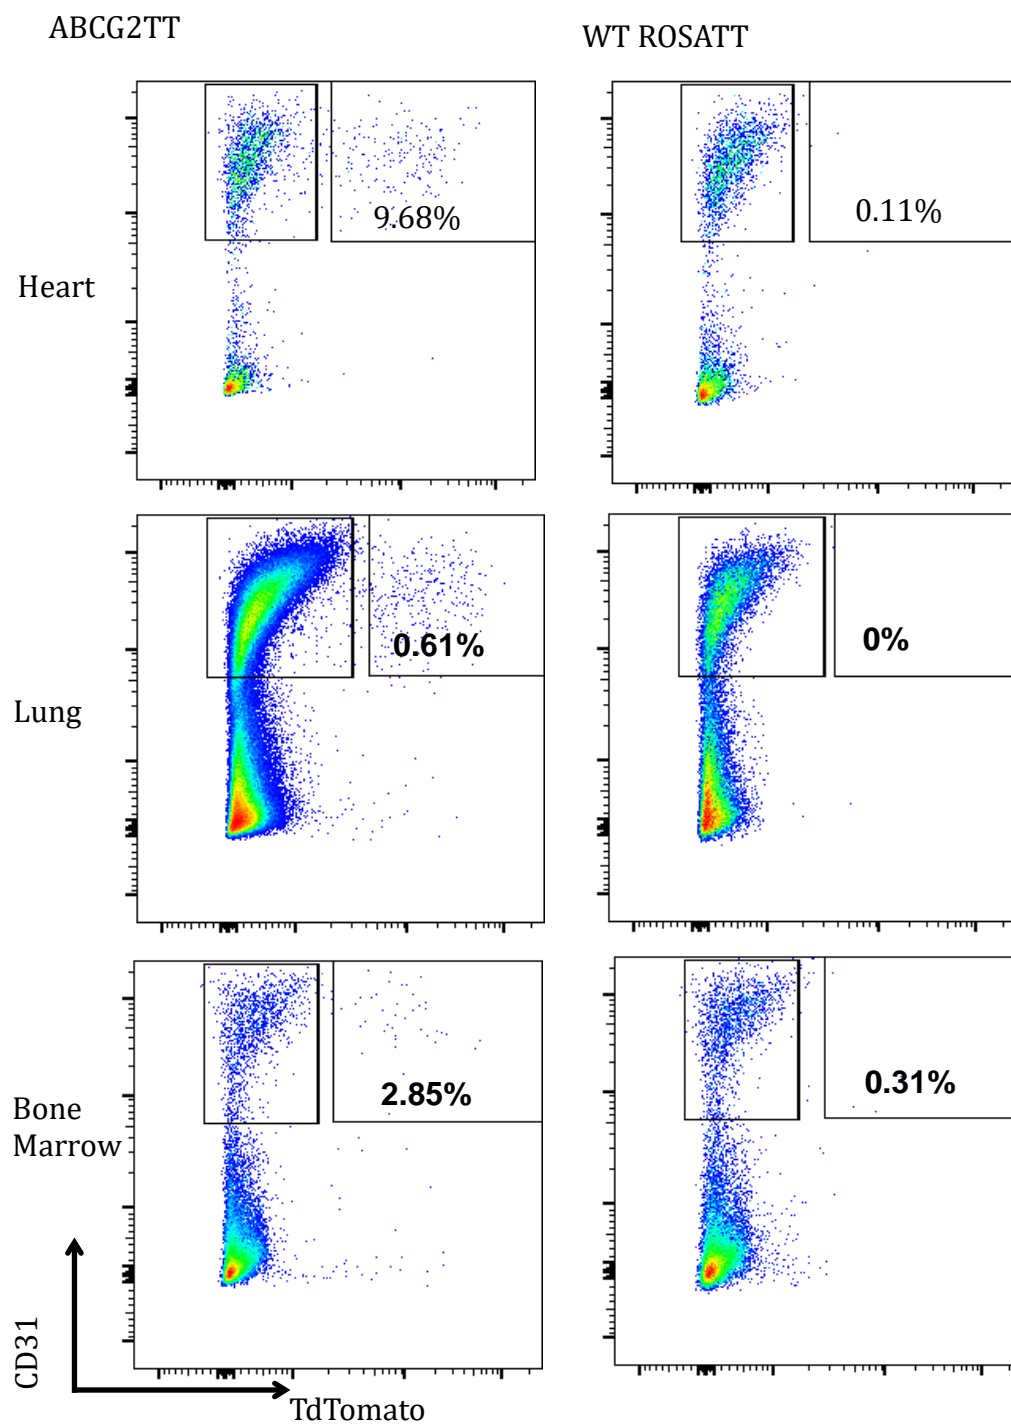 ABCG2TT
WT ROSATT
Heart
9.68%
0.11%
Lung
0.61%
0%
Bone
Marrow
2.85%
0.31%
CD31
TdTomato